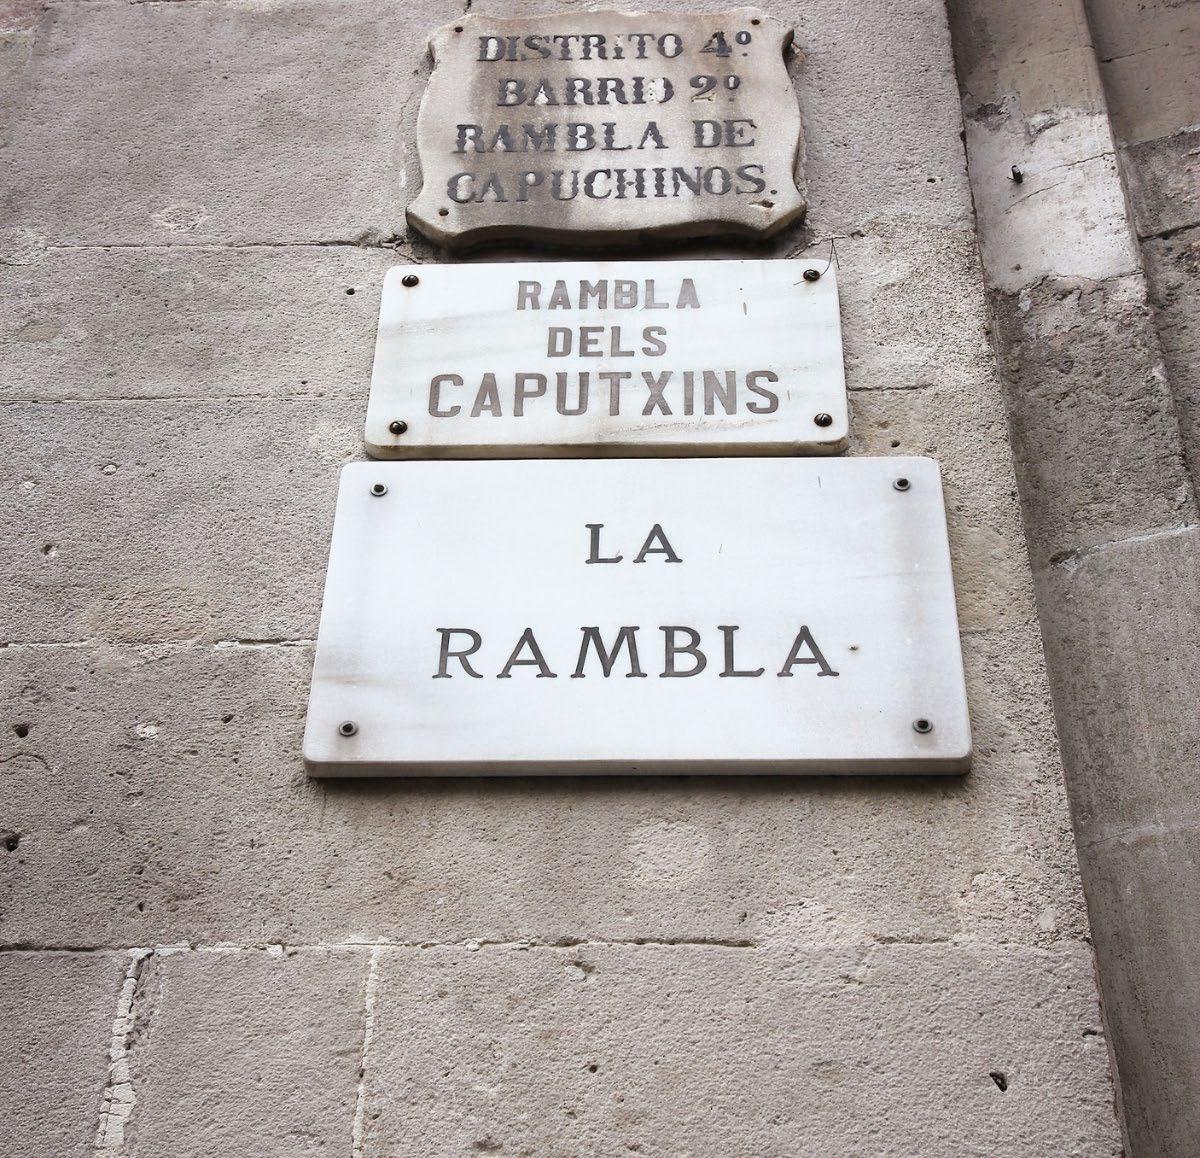 DISTRITO 4º
BARRIO 2º
RAMBLA DE
CAPUCHINOS.
RAMBLA
DELS
CAPUTXINS
LA
RAMBLA